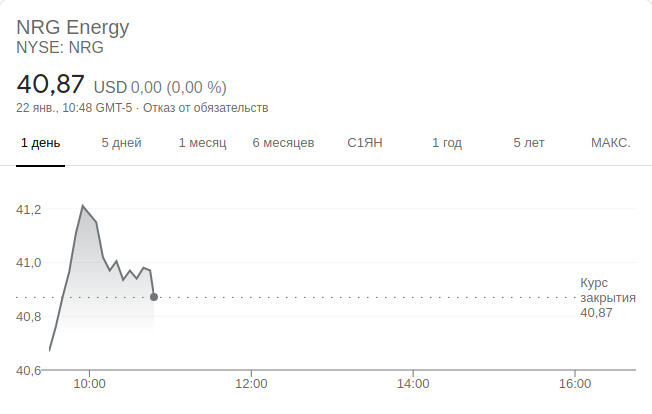 NRG Energy
NYSE: NRG
40,87 USD 0,00 (0,00 %)
22 янв., 10:48 GMT-5 · Отказ от обязательств
1 день 5 дней 1 месяц 6 месяцев С1ЯН 1 год 5 лет МАКС.
41,2
41,0
Курс
закрытия
40,87
40,8
40,6
10:00 12:00 14:00 16:00